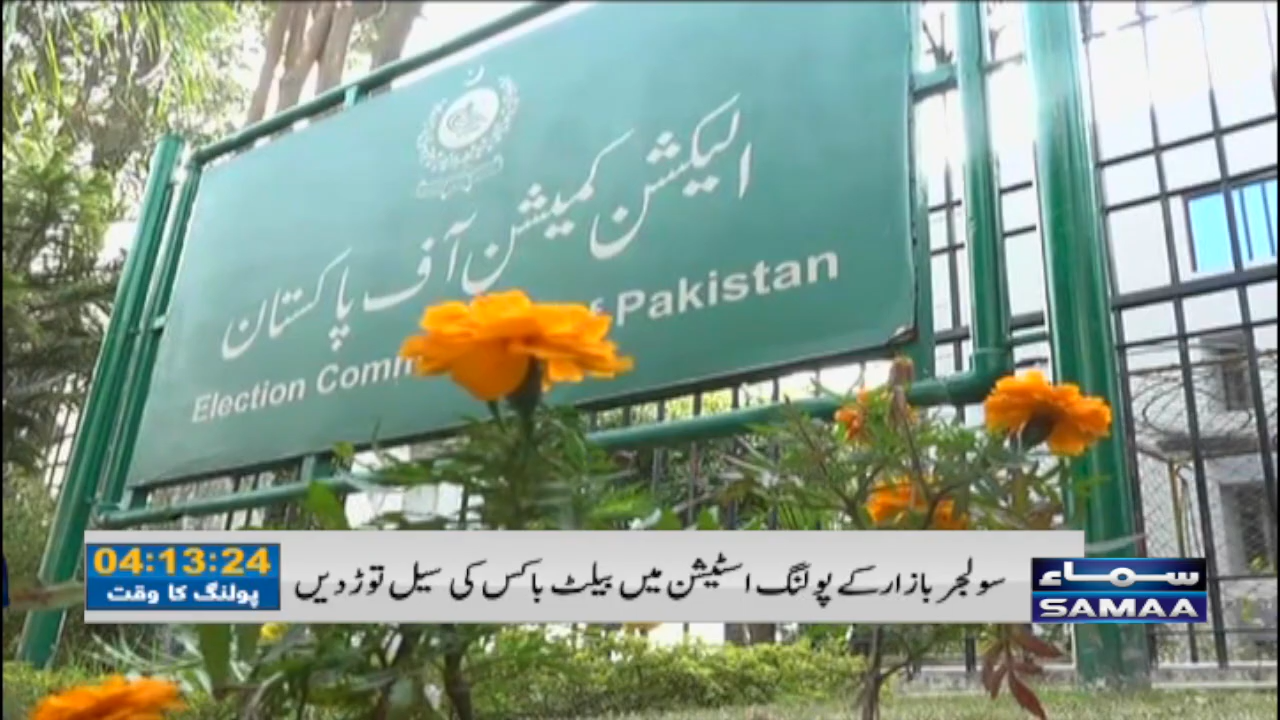 الیکشن کمیشن آف پاکستان
Election Comm
f Pakistan
04:13:24
پولنگ کا وقت
سولجر بازار کے پولنگ اسٹیشن میں بیلٹ باکس کی سیل توڑ دیں
سماء
SAMAA